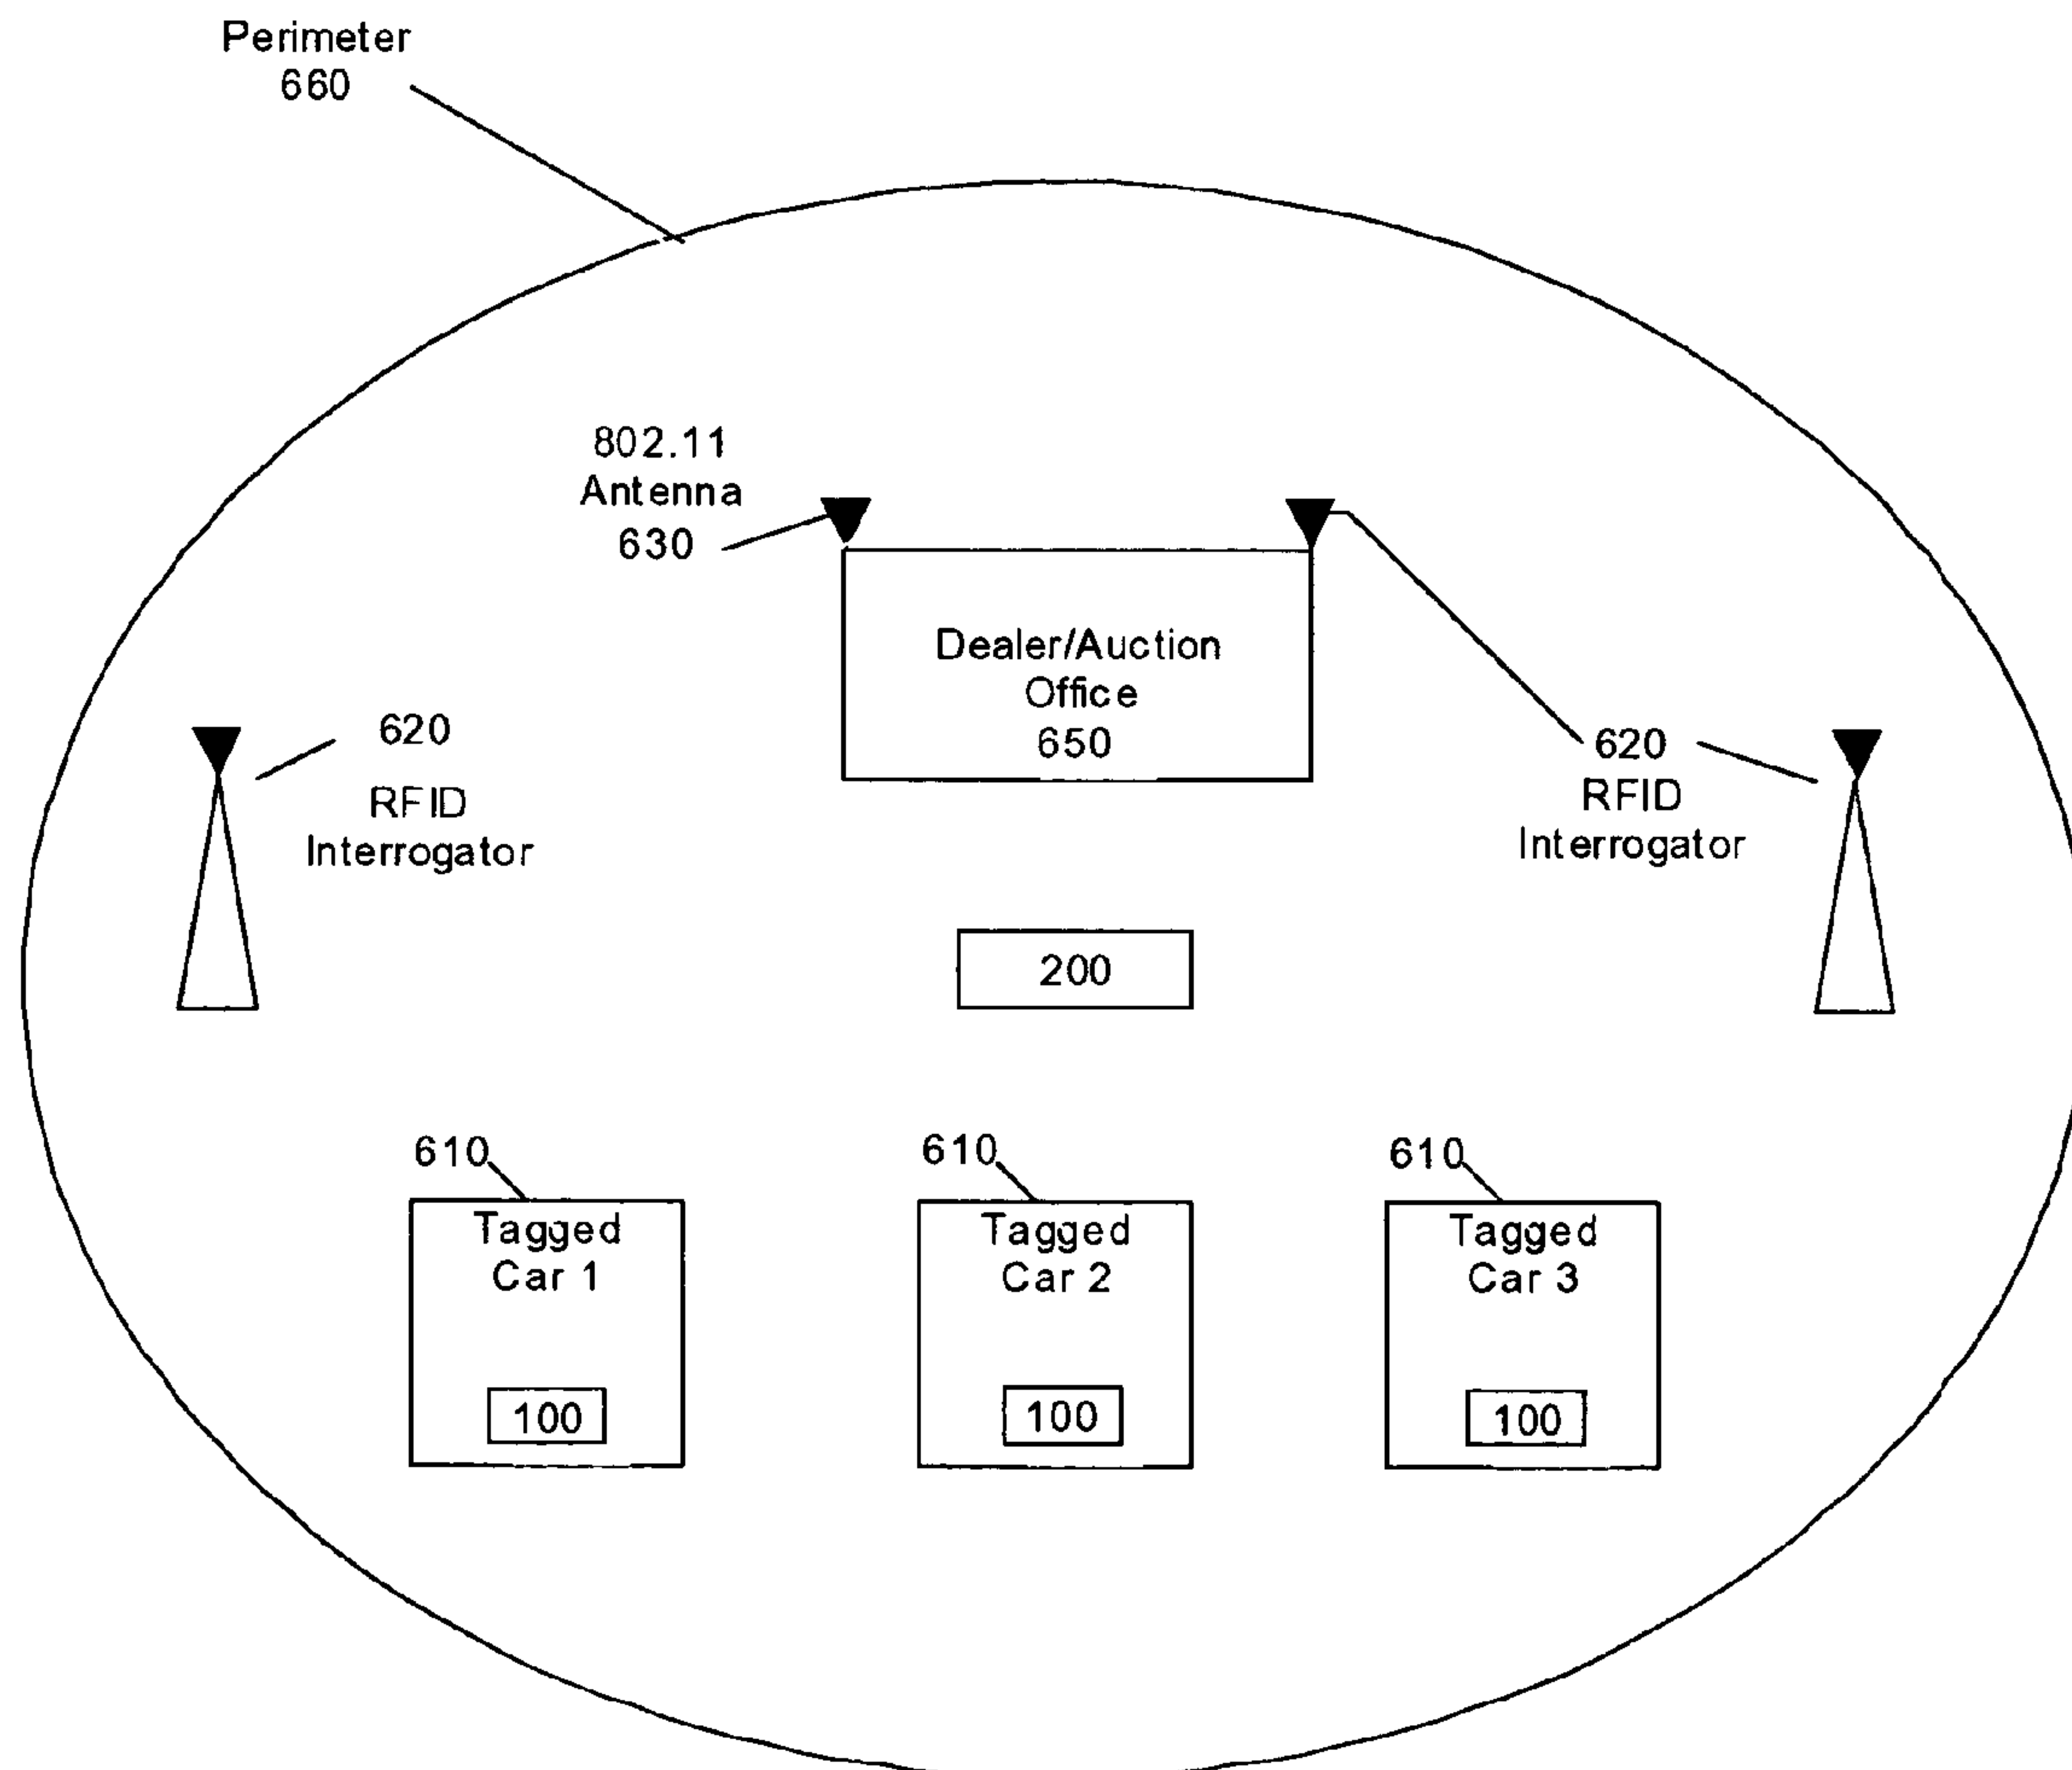 Perimeter
660
802.11
Antenna
630
Dealer/Auction
Office
650
620
RFID
Interrogator
620
RFID
Interrogator
200
610
610
610
Tagged
Car 1
Tagged
Car 2
Tagged
Car 3
100
100
100